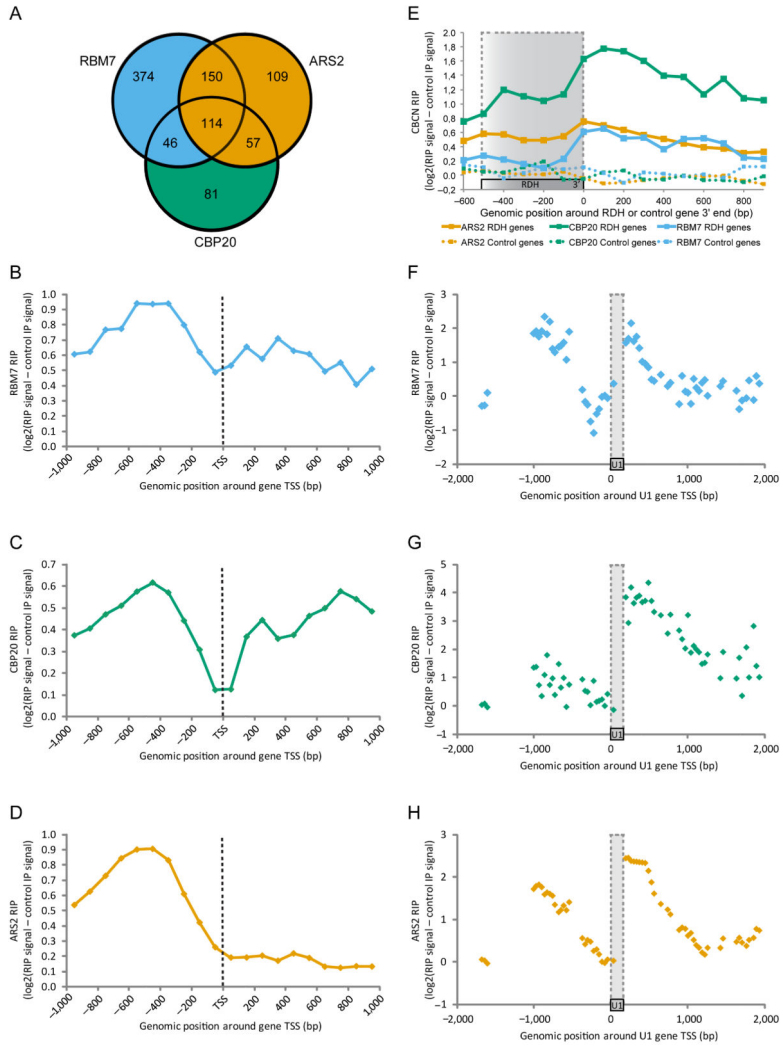 A
RBM7
ARS2
374
150
109
114
46
57
81
CBP20
E
CBCN RIP
(log2(RIP signal – control IP signal)
2.0
1.8
1.6
1.4
1.2
1.0
0.8
0.6
0.4
0.2
0.0
−0,2
RDH
3'
−600
−400
−200
0
200
400
600
800
Genomic position around RDH or control gene 3' end (bp)
ARS2 RDH genes
CBP20 RDH genes
RBM7 RDH genes
ARS2 Control genes
CBP20 Control genes
RBM7 Control genes
B
RBM7 RIP
(log2(RIP signal – control IP signal)
1.0
0.9
0.8
0.7
0.6
0.5
0.4
0.3
0.2
0.1
0.0
−1,000
−800
−600
−400
−200
TSS
200
400
600
800
1,000
Genomic position around gene TSS (bp)
F
RBM7 RIP
(log2(RIP signal – control IP signal)
3
2
1
0
−1
−2
U1
−2,000
−1,000
0
1,000
2,000
Genomic position around U1 gene TSS (bp)
C
CBP20 RIP
(log2(RIP signal – control IP signal)
0.7
0.6
0.5
0.4
0.3
0.2
0.1
0.0
−1,000
−800
−600
−400
−200
TSS
200
400
600
800
1,000
Genomic position around gene TSS (bp)
G
CBP20 RIP
(log2(RIP signal – control IP signal)
5
4
3
2
1
0
−1
U1
−2,000
−1,000
0
1,000
2,000
Genomic position around U1 gene TSS (bp)
D
ARS2 RIP
(log2(RIP signal – control IP signal)
1.0
0.9
0.8
0.7
0.6
0.5
0.4
0.3
0.2
0.1
0.0
−1,000
−800
−600
−400
−200
TSS
200
400
600
800
1,000
Genomic position around gene TSS (bp)
H
ARS2 RIP
(log2(RIP signal – control IP signal)
3
2
1
0
−1
U1
−2,000
−1,000
0
1,000
2,000
Genomic position around U1 gene TSS (bp)